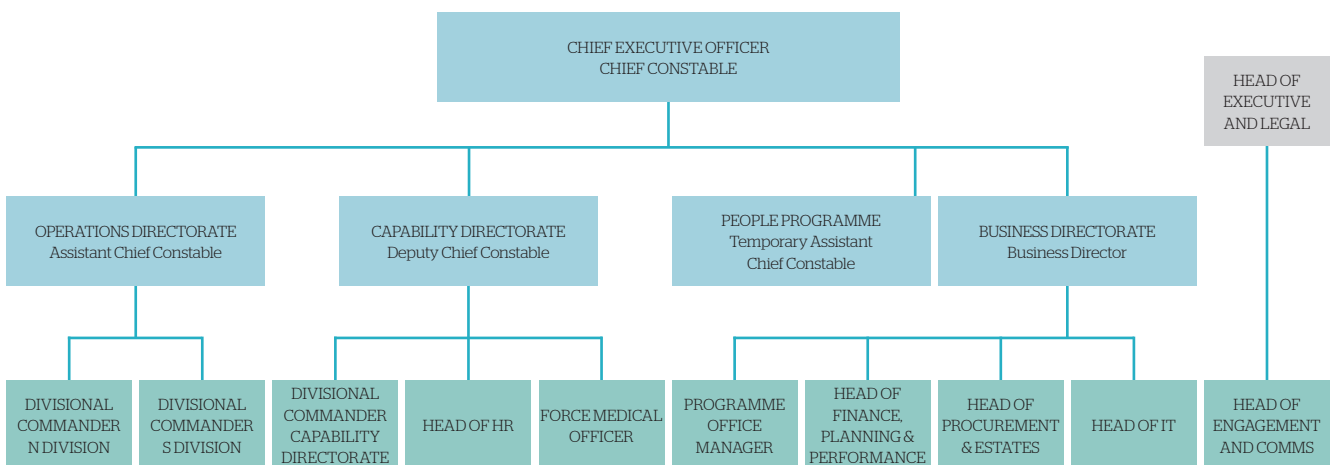 CHIEF EXECUTIVE OFFICER
CHIEF CONSTABLE
HEAD OF
EXECUTIVE
AND LEGAL
OPERATIONS DIRECTORATE
Assistant Chief Constable
CAPABILITY DIRECTORATE
Deputy Chief Constable
PEOPLE PROGRAMME
Temporary Assistant
Chief Constable
BUSINESS DIRECTORATE
Business Director
DIVISIONAL
COMMANDER
N DIVISION
DIVISIONAL
COMMANDER
S DIVISION
DIVISIONAL
COMMANDER
CAPABILITY
DIRECTORATE
HEAD OF HR
FORCE MEDICAL
OFFICER
PROGRAMME
OFFICE
MANAGER
HEAD OF
FINANCE,
PLANNING &
PERFORMANCE
HEAD OF
PROCUREMENT
& ESTATES
HEAD OF IT
HEAD OF
ENGAGEMENT
AND COMMS